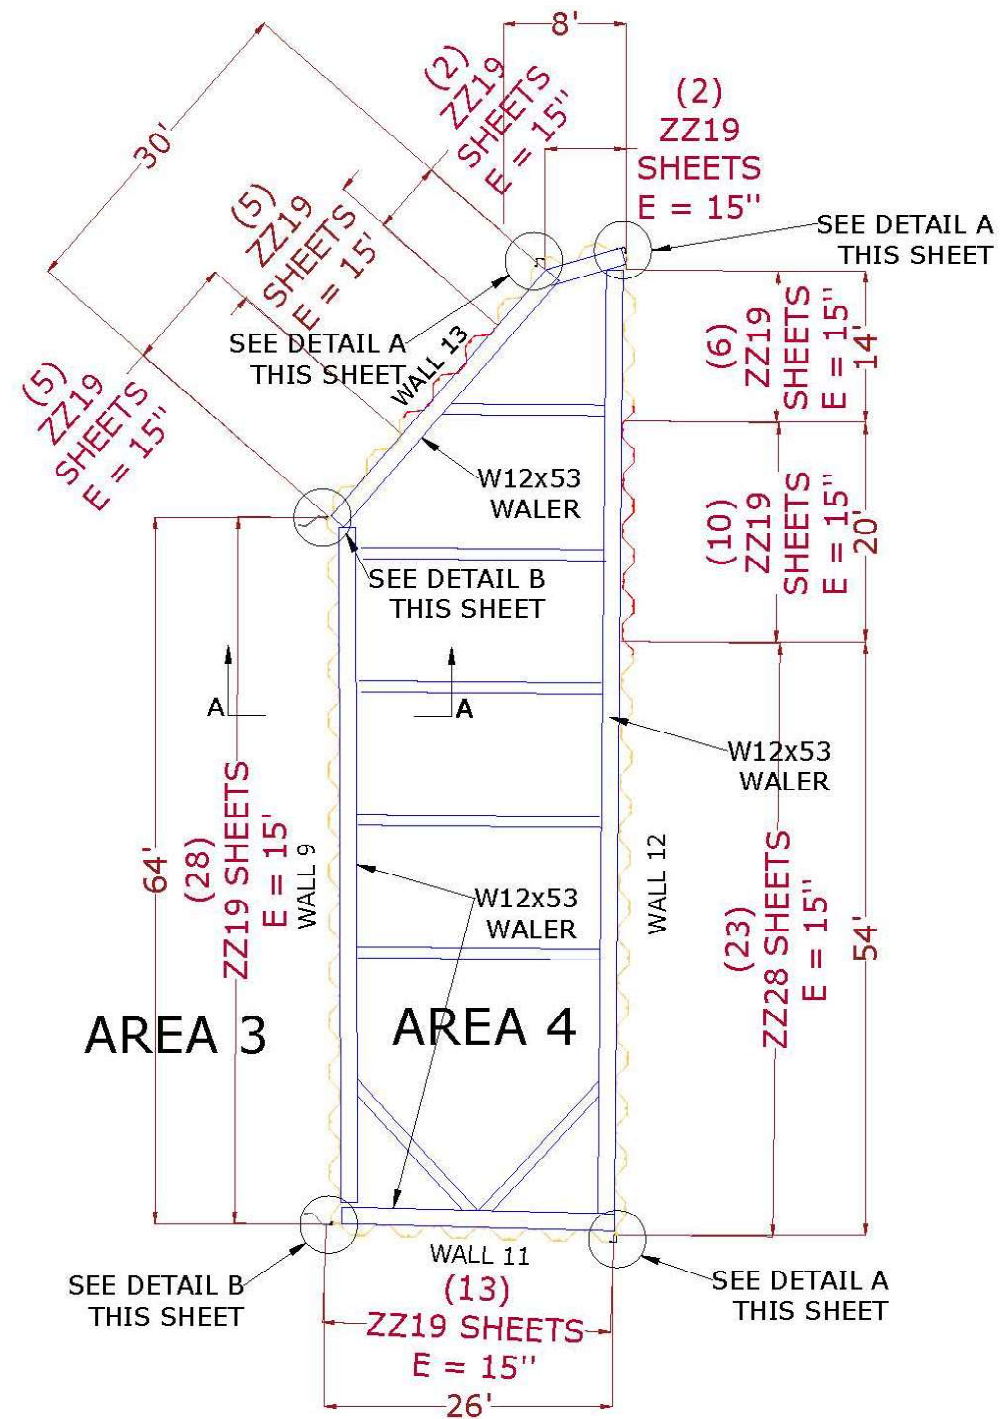 8'
(2)
ZZ19
SHEETS
E = 15"
(2)
ZZ19
SHEETS
E = 15"
30'
(5)
ZZ19
SHEETS
E = 15'
SEE DETAIL A
THIS SHEET
SEE DETAIL A
THIS SHEET
WALL 13
(6)
ZZ19
SHEETS
E = 15"
14'
(5)
ZZ19
SHEETS
E = 15"
W12x53
WALER
(10)
ZZ19
SHEETS
E = 15"
20'
SEE DETAIL B
THIS SHEET
A
A
W12x53
WALER
64'
(28)
ZZ19 SHEETS
E = 15'
WALL 9
W12x53
WALER
WALL 12
(23)
ZZ28 SHEETS
E = 15"
54'
AREA 3
AREA 4
WALL 11
SEE DETAIL B
THIS SHEET
(13)
ZZ19 SHEETS
E = 15"
26'
SEE DETAIL A
THIS SHEET